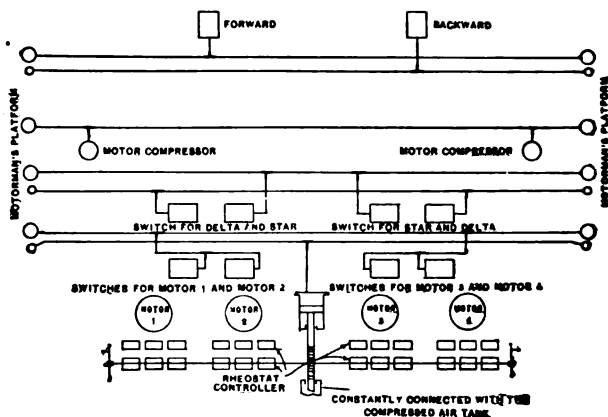 FORWARD
BACKWARD
MOTORMAN'S PLATFORM
MOTORMAN'S PLATFORM
MOTOR COMPRESSOR
MOTOR COMPRESSOR
SWITCH FOR DELTA AND STAR
SWITCH FOR STAR AND DELTA
SWITCHES FOR MOTOR 1 AND MOTOR 2
SWITCHES FOR MOTOR 3 AND MOTOR 4
MOTOR
1
MOTOR
2
MOTOR
3
MOTOR
4
RHEOSTAT
CONTROLLER
CONSTANTLY CONNECTED WITH THE
COMPRESSED AIR TANK